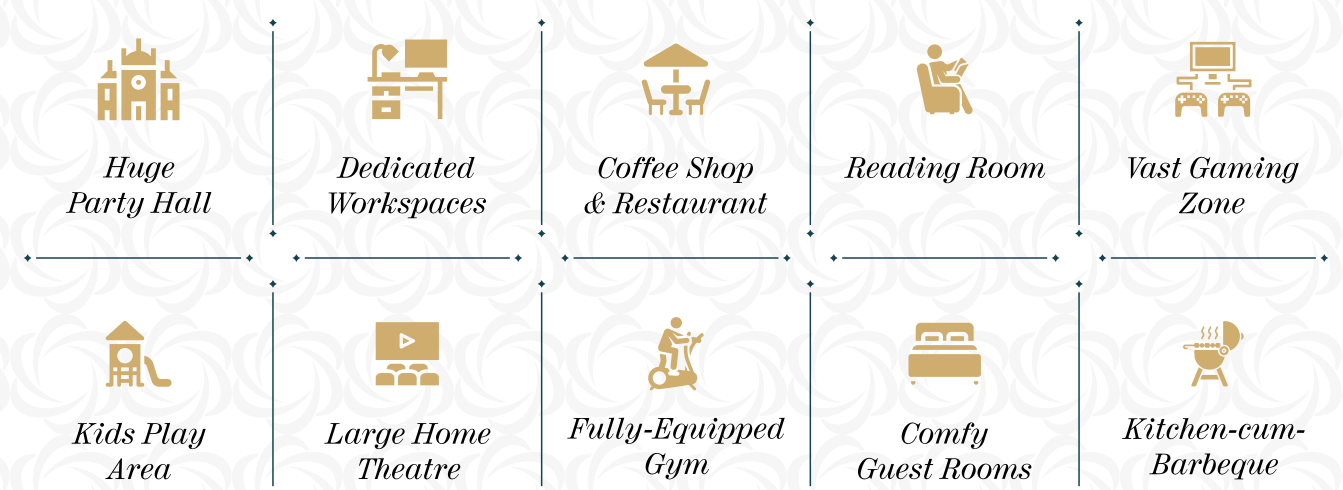 Huge
Party Hall
Dedicated
Workspaces
Coffee Shop
& Restaurant
Reading Room
Vast Gaming
Zone
Kids Play
Area
Large Home
Theatre
Fully-Equipped
Gym
Comfy
Guest Rooms
Kitchen-cum-
Barbeque